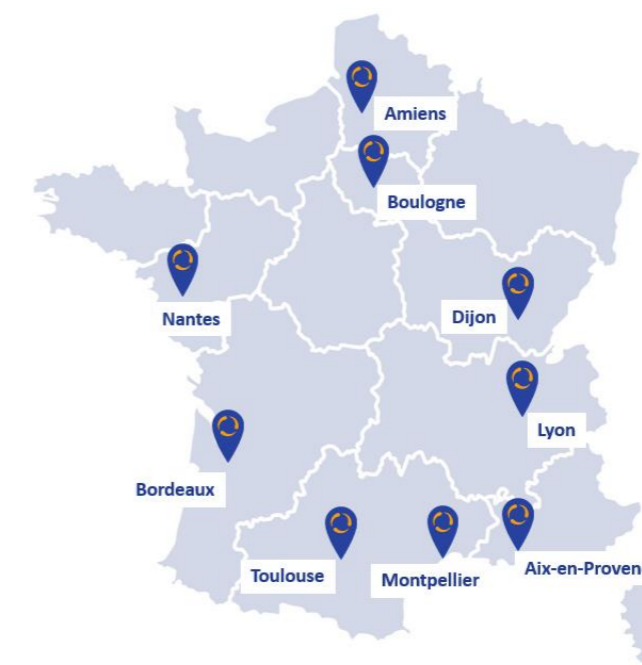 Amiens
Boulogne
Nantes
Dijon
Lyon
Bordeaux
Toulouse
Montpellier
Aix-en-Proven